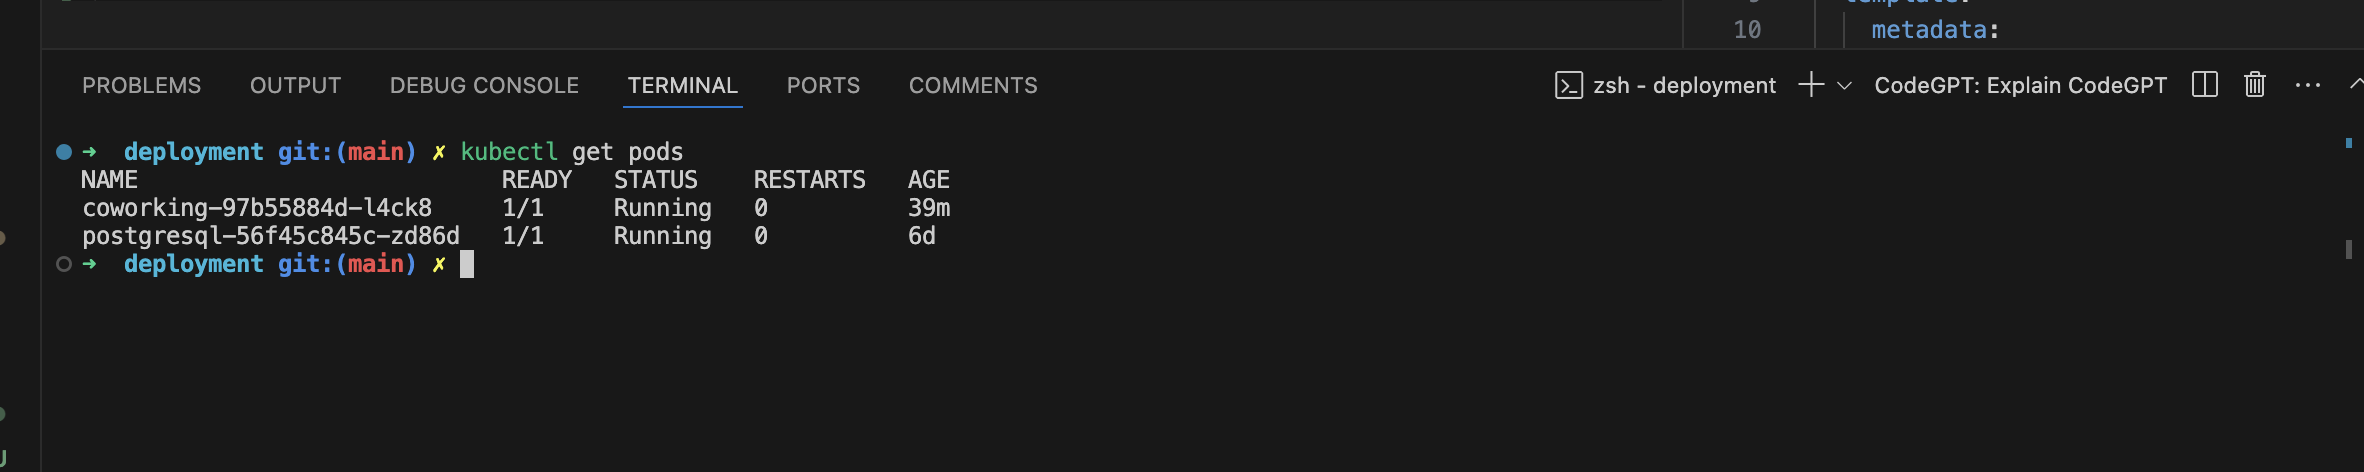 template:
10 metadata:
PROBLEMS OUTPUT DEBUG CONSOLE TERMINAL PORTS COMMENTS zsh - deployment CodeGPT: Explain CodeGPT
➜ deployment git:(main) ✗ kubectl get pods
NAME READY STATUS RESTARTS AGE
coworking-97b55884d-l4ck8 1/1 Running 0 39m
postgresql-56f45c845c-zd86d 1/1 Running 0 6d
➜ deployment git:(main) ✗